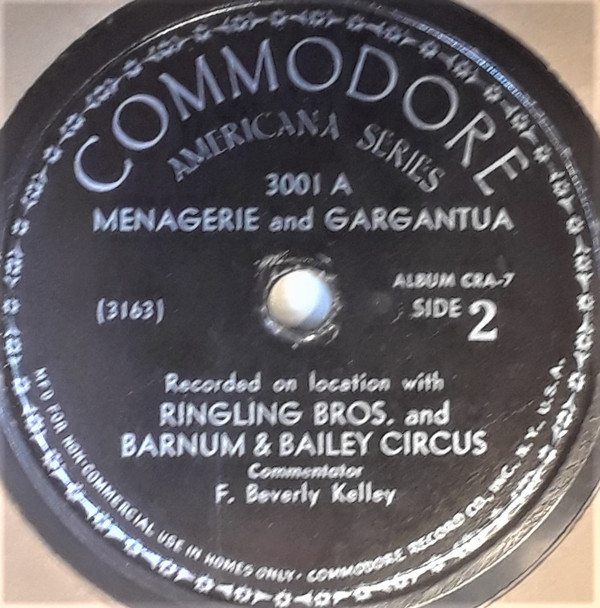 COMMODORE
AMERICANA SERIES
3001 A
MENAGERIE and GARGANTUA
(3163)
ALBUM CRA-7
SIDE 2
Recorded on location with
RINGLING BROS. and
BARNUM & BAILEY CIRCUS
Commentator
F. Beverly Kelley
MF'D FOR NON-COMMERCIAL USE IN HOMES ONLY · COMMODORE RECORD CO., INC. N.Y., U.S.A.